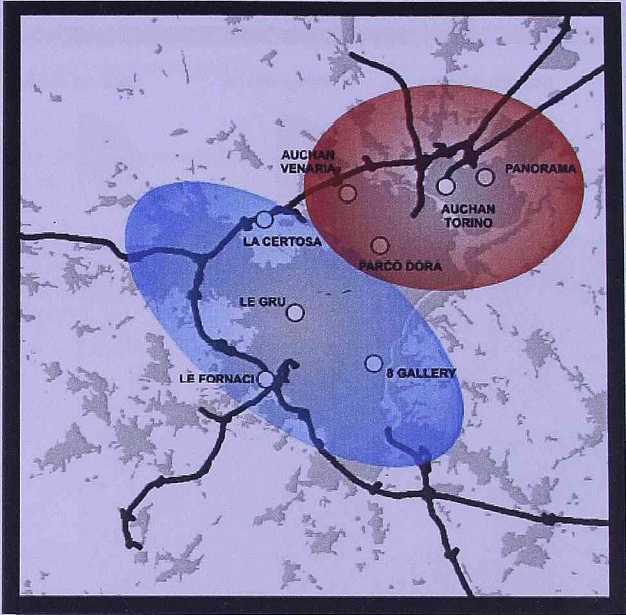 AUCHAN
VENARIA
PANORAMA
AUCHAN
TORINO
LA CERTOSA
PARCO DORA
LE GRU
8 GALLERY
LE FORNACI